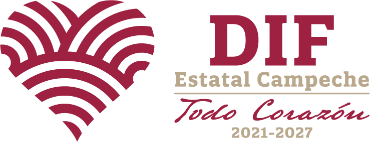 DIF
Estatal Campeche
Todo Corazón
2021-2027